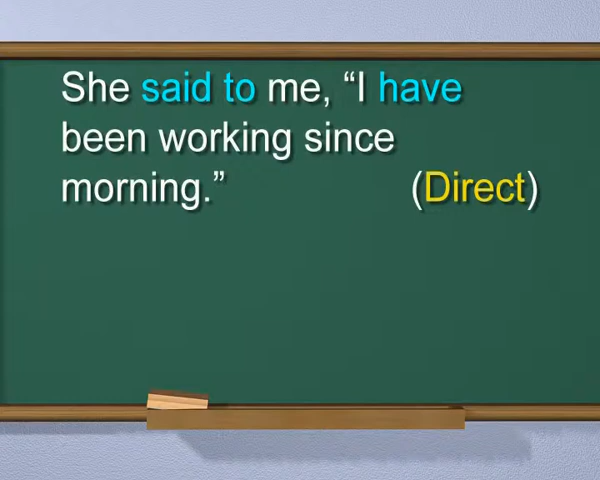 She said to me, “I have
been working since
morning.” (Direct)